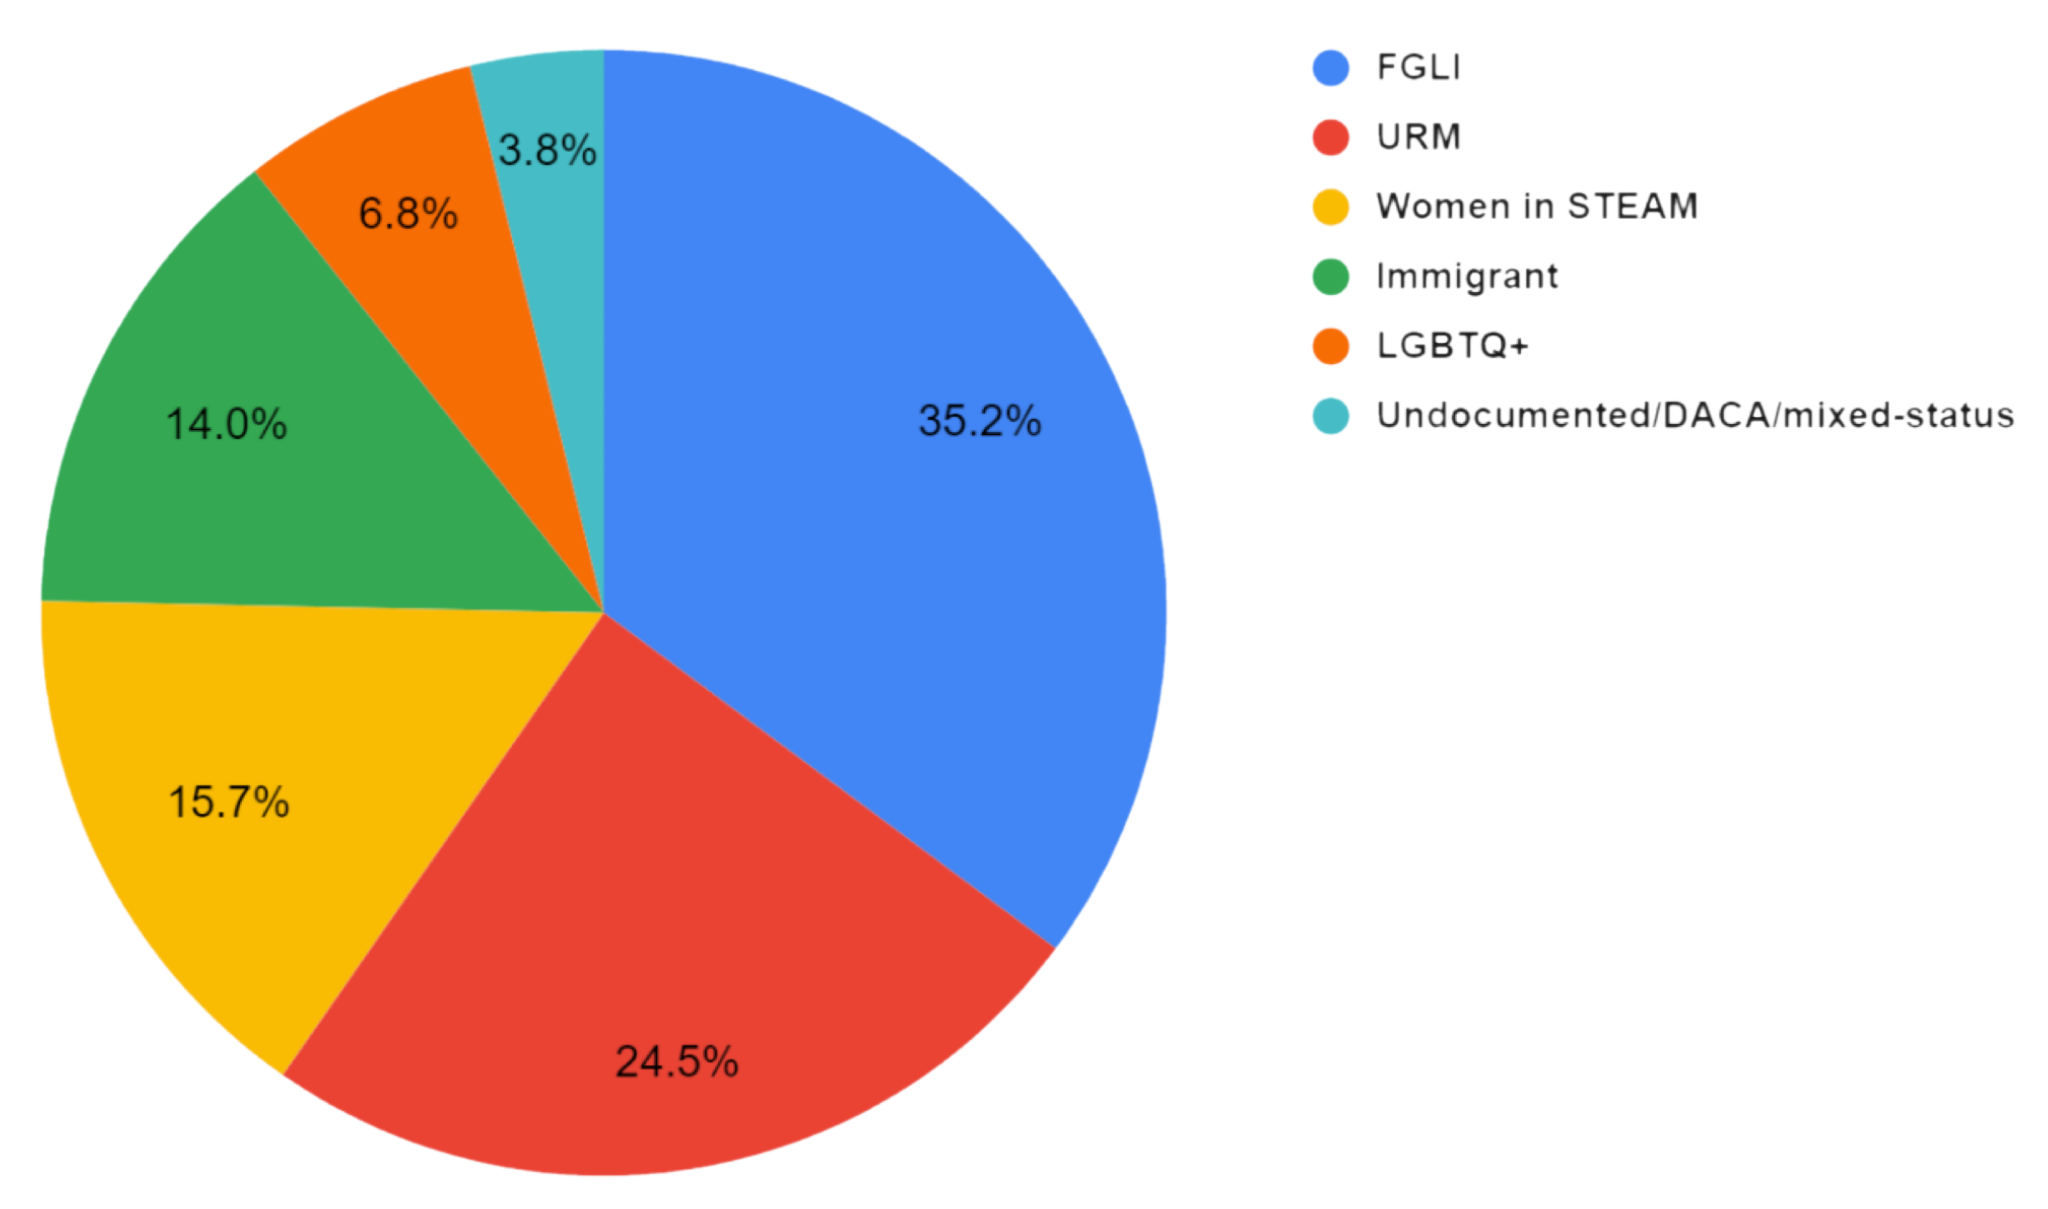 3.8%
6.8%
35.2%
14.0%
15.7%
24.5%
FGLI
URM
Women in STEAM
Immigrant
LGBTQ+
Undocumented/DACA/mixed-status